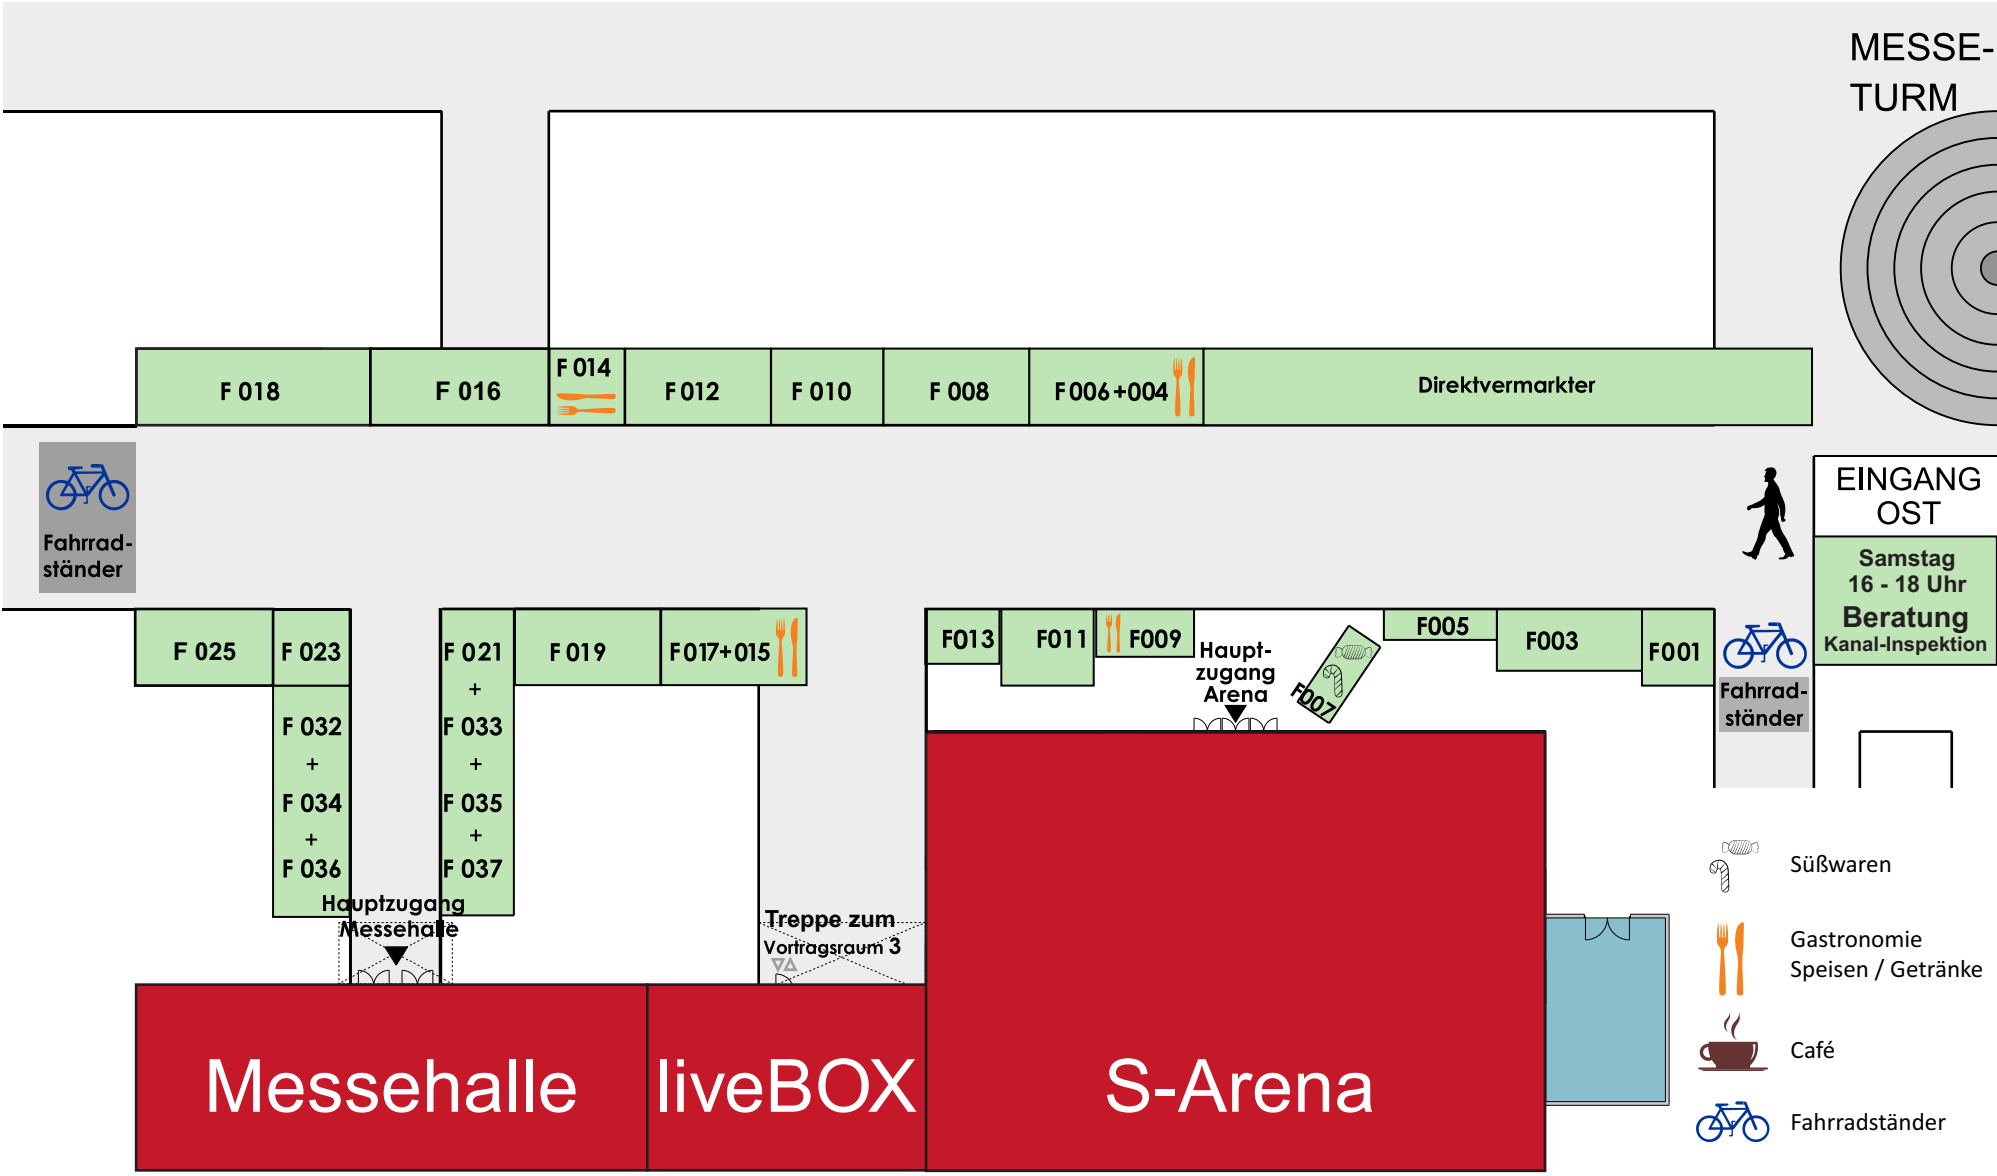 MESSE-
TURM
F 018
F 016
F 014
F 012
F 010
F 008
F 006+004
Direktvermarkter
Fahrrad-
ständer
EINGANG
OST
Samstag
16 - 18 Uhr
Beratung
Kanal-Inspektion
F 025
F 023
F 021
F 019
F 017+015
F013
F011
F009
F005
F003
F001
Haupt-
zugang
Arena
F007
Fahrrad-
ständer
+
F 032
F 033
+
+
F 034
F 035
+
+
F 036
F 037
Hauptzugang
Messehalle
Treppe zum
Vortragsraum 3
Messehalle
liveBOX
S-Arena
Süßwaren
Gastronomie
Speisen / Getränke
Café
Fahrradständer